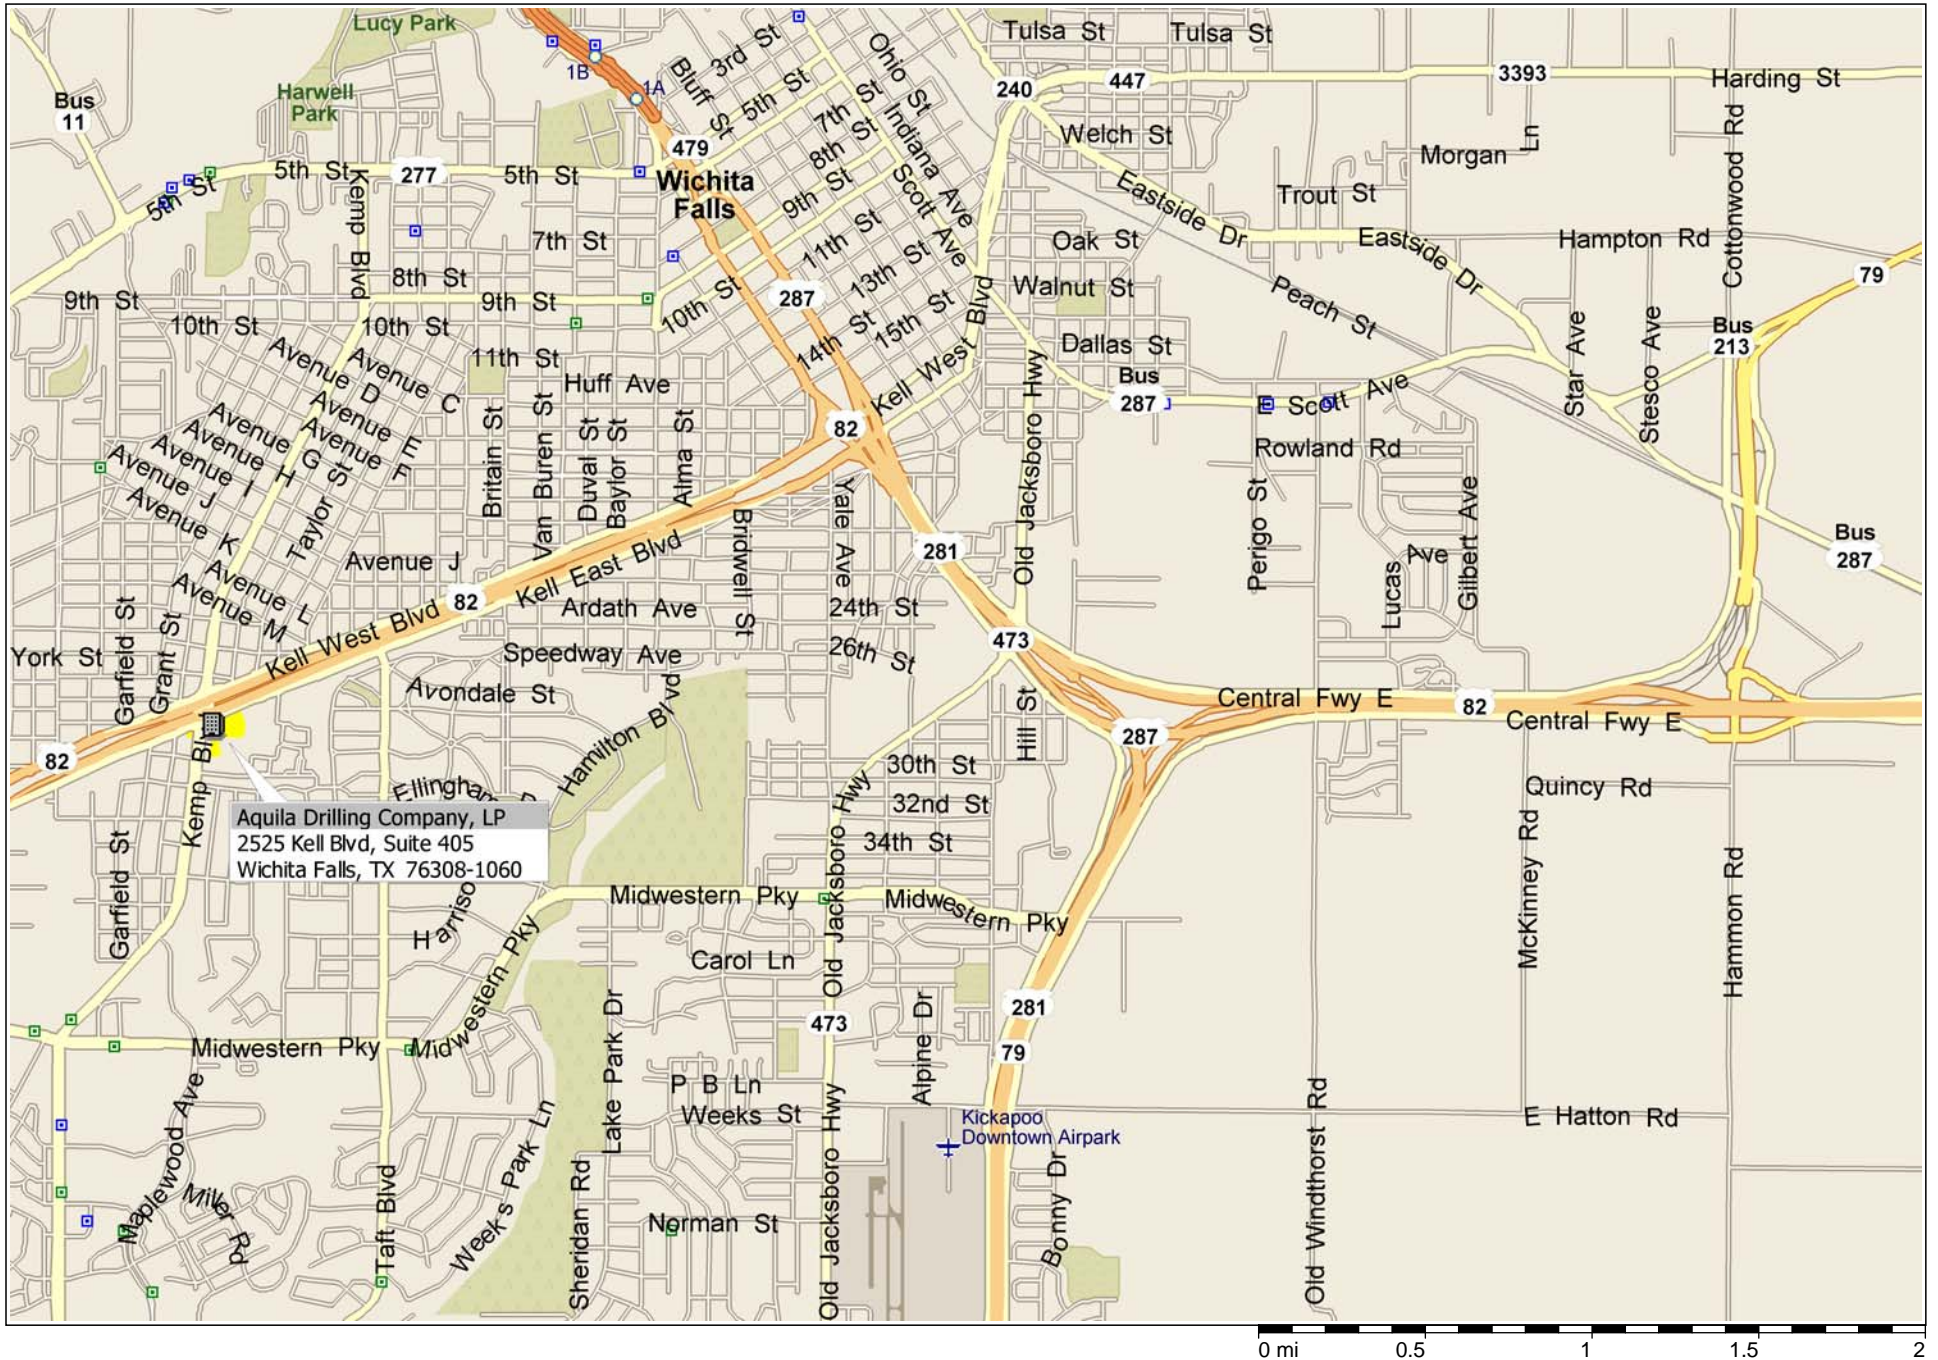 Lucy Park
Tulsa St
Tulsa St
3rd St
Ohio St
1B
1A
Bluff St
5th St
240
447
3393
Harding St
Harwell
Park
Bus
11
7th St
Indiana Ave
8th St
Welch St
Morgan Ln
Cottonwood Rd
479
5th St
277
5th St
Kemp Blvd
Wichita
Falls
9th St
Scott Ave
Eastside Dr
Trout St
5th St
7th St
11th St
Oak St
Eastside Dr
Hampton Rd
8th St
13th St
Walnut St
Peach St
79
9th St
9th St
10th St
287
15th St
Kell West Blvd
10th St
10th St
14th St
Dallas St
Star Ave
Stesco Ave
Bus
213
Avenue D
Avenue C
11th St
Huff Ave
Old Jacksboro Hwy
Bus
287
E Scott Ave
Avenue E
Avenue F
Avenue G
Avenue H
Avenue I
Avenue J
Avenue K
Taylor St
Britain St
Van Buren St
Duval St
Baylor St
Alma St
82
Rowland Rd
Perigo St
Gilbert Ave
Yale Ave
Bridwell St
281
Bus
287
Avenue J
Kell East Blvd
Lucas Ave
Avenue L
Avenue M
82
Ardath Ave
24th St
Garfield St
Grant St
Kell West Blvd
473
York St
Speedway Ave
26th St
Avondale St
Hamilton Blvd
Hill St
Central Fwy E
82
Central Fwy E
82
287
Kemp Blvd
30th St
Quincy Rd
Ellingham
32nd St
Aquila Drilling Company, LP
2525 Kell Blvd, Suite 405
Wichita Falls, TX 76308-1060
34th St
McKinney Rd
Garfield St
Harriso
Midwestern Pky
Old Jacksboro Hwy
Midwestern Pky
Hammon Rd
Carol Ln
Midwestern Pky
281
473
Alpine Dr
Lake Park Dr
Midwestern Pky
79
P B Ln
Weeks St
Kickapoo
Downtown Airpark
E Hatton Rd
Maplewood Ave
Weeks Park Ln
Old Jacksboro Hwy
Old Windthorst Rd
Miller Rd
Taft Blvd
Sheridan Rd
Norman St
Bonny Dr
0 mi 0.5 1 1.5 2